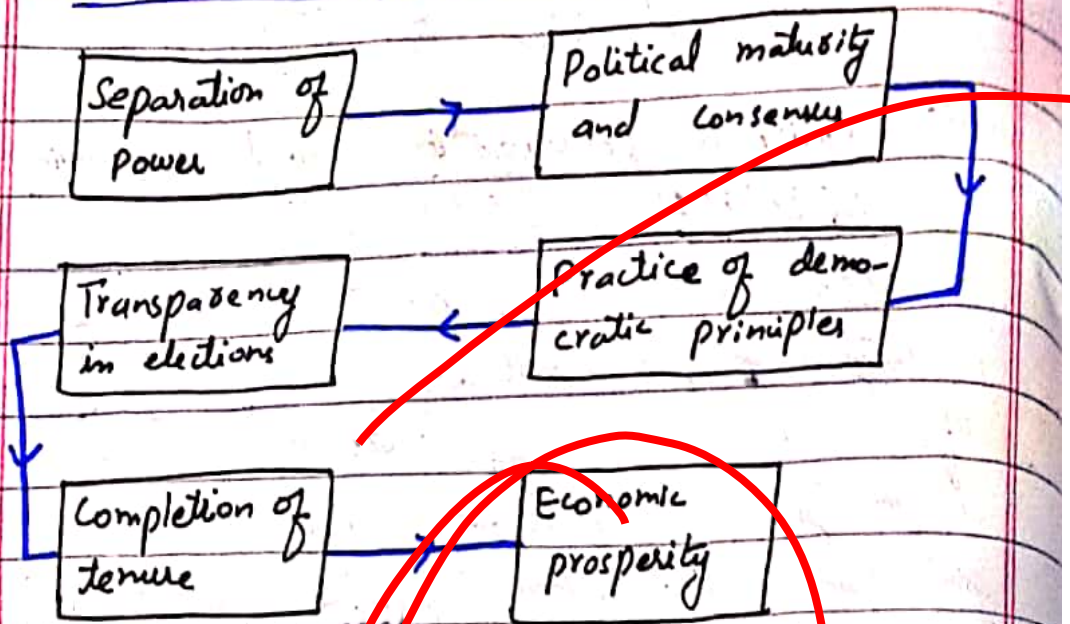 Separation of
Power
Political maturity
and consensus
Practice of demo-
cratic principles
Transparency
in elections
Completion of
tenure
Economic
prosperity